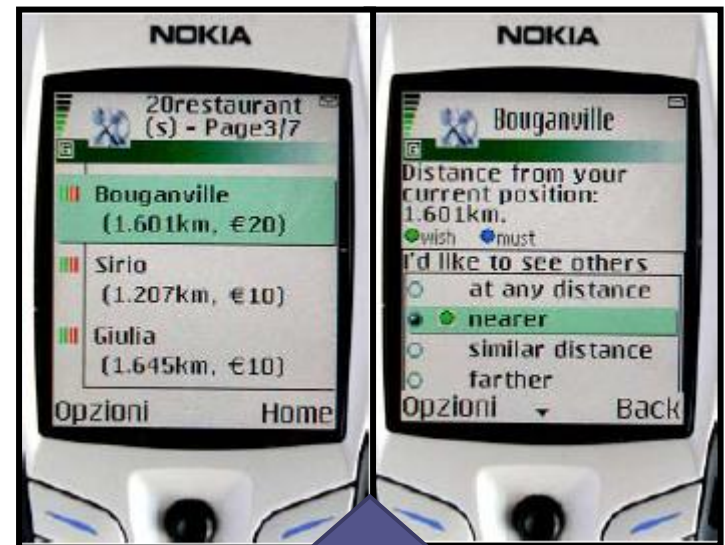 NOKIA
20restaurant
(s) - Page3/7
Bouganville
(1.601km, €20)
Sirio
(1.207km, €10)
Giulia
(1.645km, €10)
Opzioni Home
NOKIA
Bouganville
Distance from your
current position:
1.601km.
wish must
I'd like to see others
at any distance
nearer
similar distance
farther
Opzioni Back